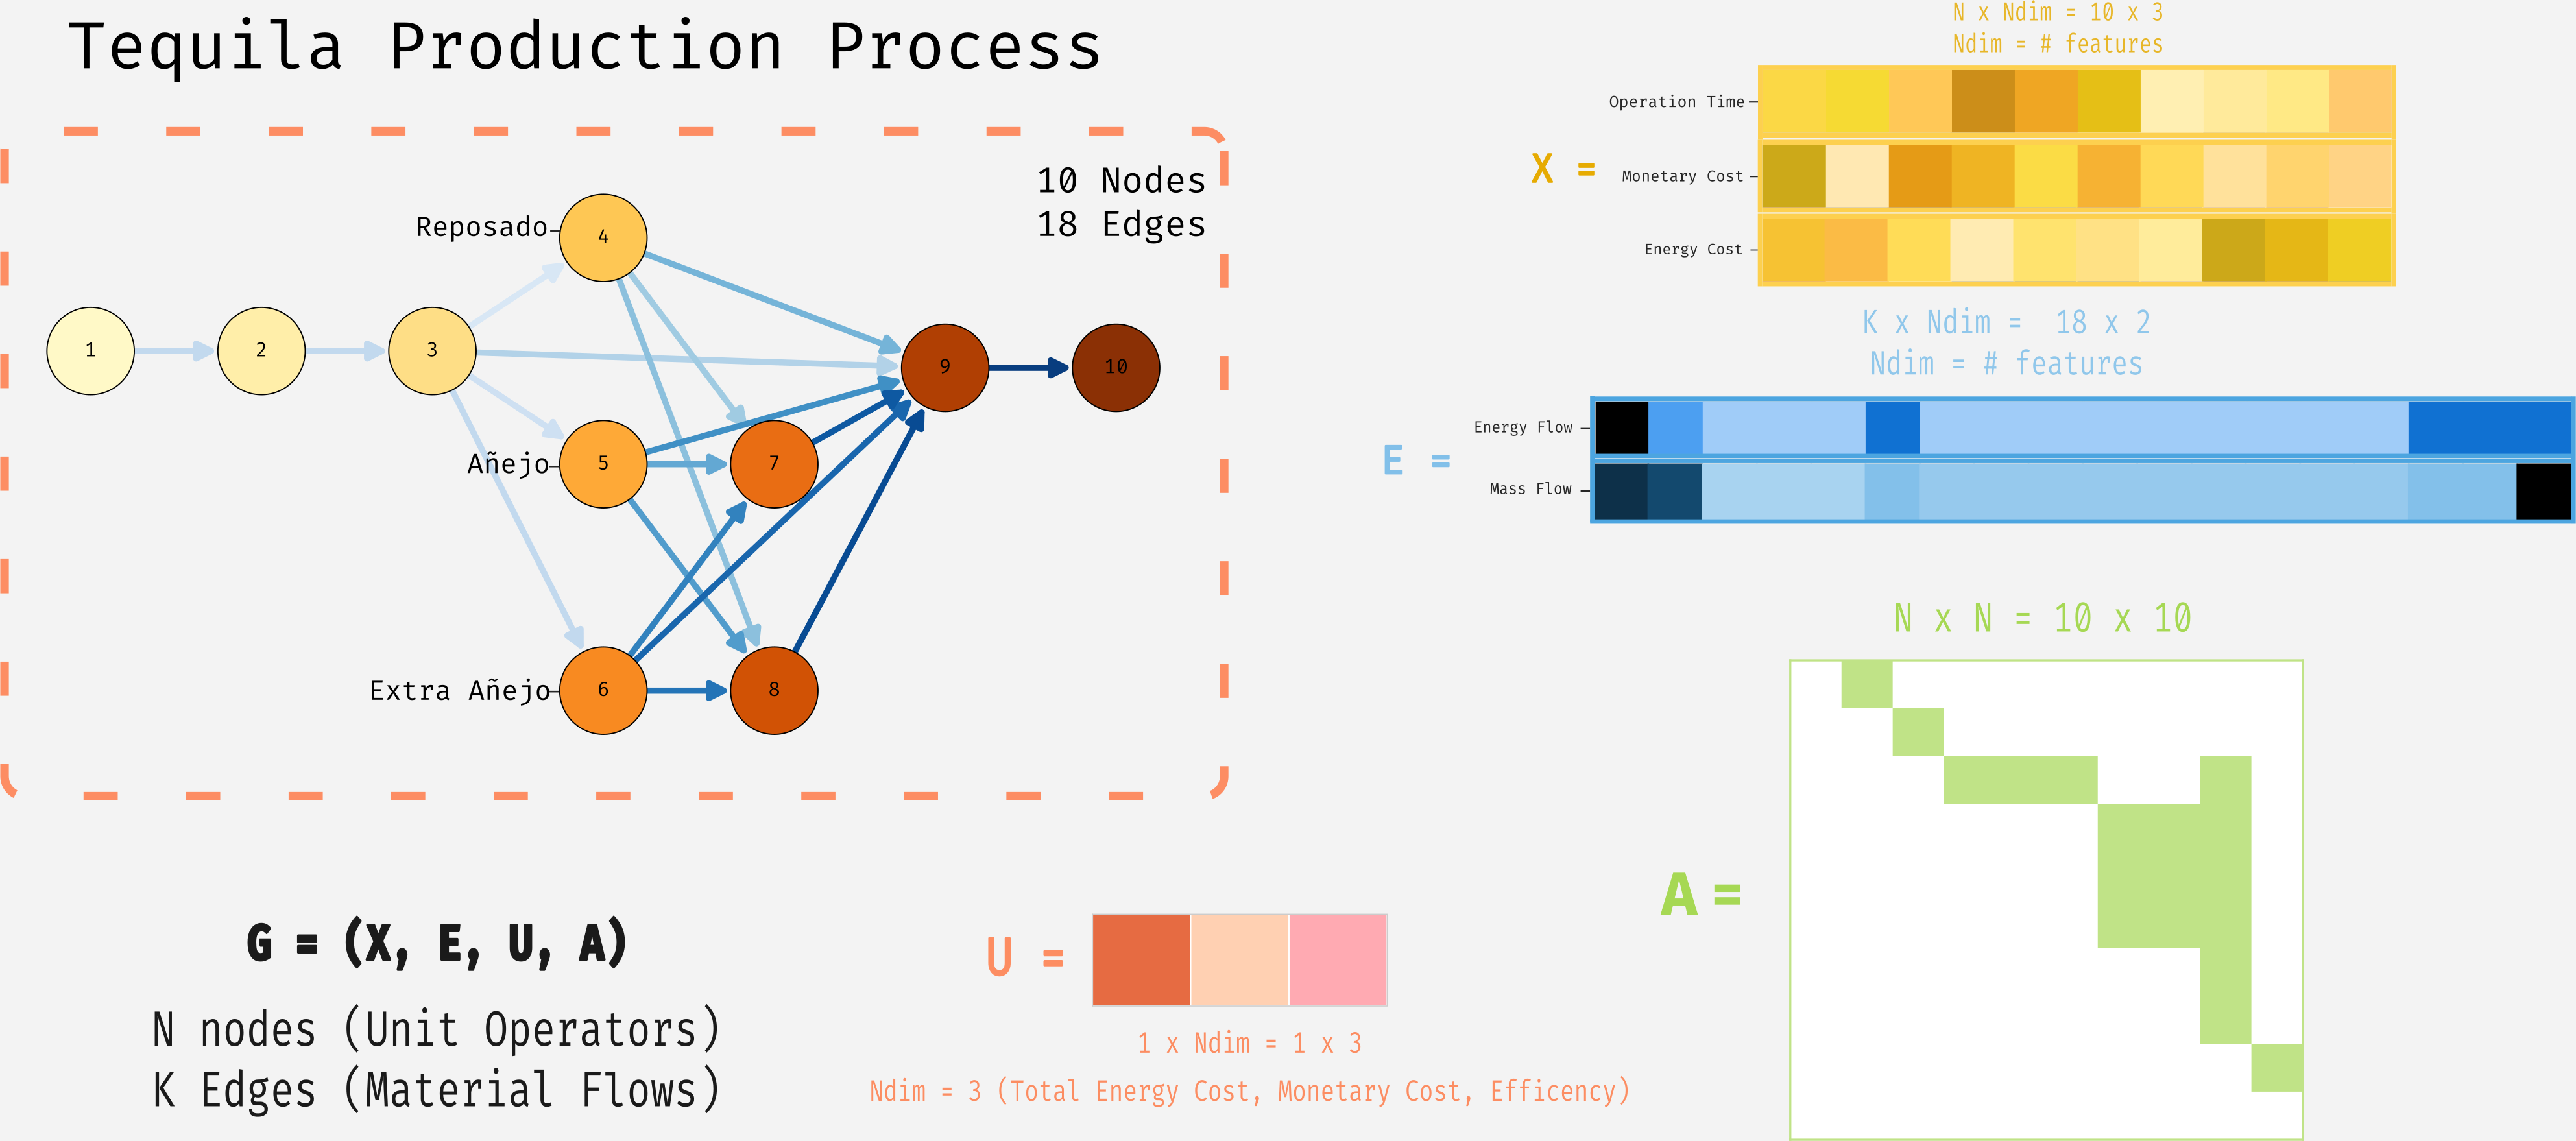 Tequila Production Process
10 Nodes
18 Edges
Reposado
Añejo
Extra Añejo
1
2
3
4
5
6
7
8
9
10
G = (X, E, U, A)
N nodes (Unit Operators)
K Edges (Material Flows)
U =
1 x Ndim = 1 x 3
Ndim = 3 (Total Energy Cost, Monetary Cost, Efficency)
N x Ndim = 10 x 3
Ndim = # features
X =
Operation Time
Monetary Cost
Energy Cost
K x Ndim = 18 x 2
Ndim = # features
E =
Energy Flow
Mass Flow
N x N = 10 x 10
A =